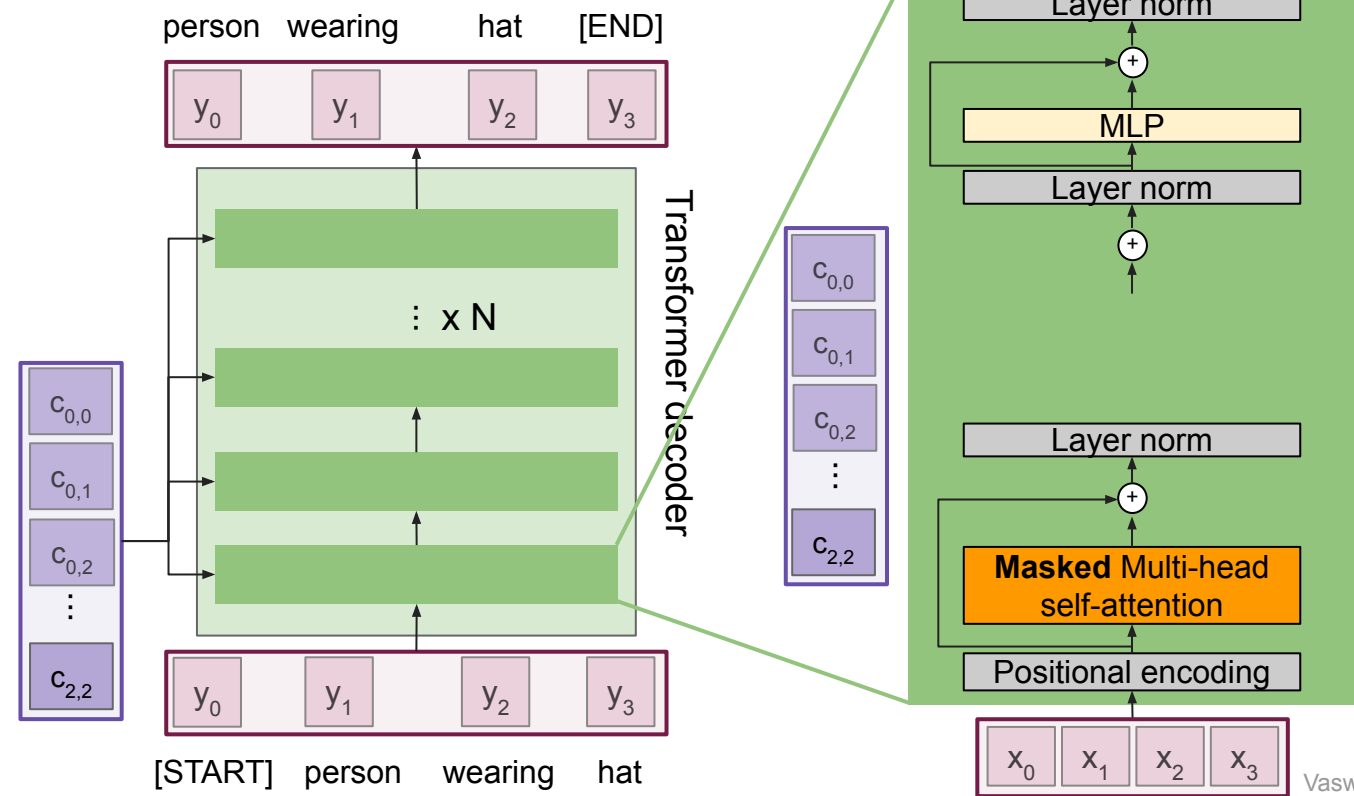 person wearing hat [END]
y0 y1 y2 y3
⋮ x N
Transformer decoder
c0,0
c0,1
c0,2
⋮
c2,2
y0 y1 y2 y3
[START] person wearing hat
c0,0
c0,1
c0,2
⋮
c2,2
Layer norm
+
MLP
Layer norm
+
Layer norm
+
Masked Multi-head
self-attention
Positional encoding
x0 x1 x2 x3
Vasw